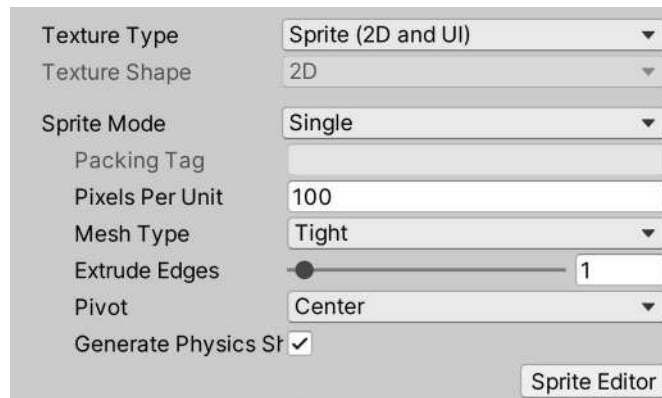 Texture Type Sprite (2D and UI)
Texture Shape 2D
Sprite Mode Single
Packing Tag
Pixels Per Unit 100
Mesh Type Tight
Extrude Edges 1
Pivot Center
Generate Physics Sh
Sprite Editor